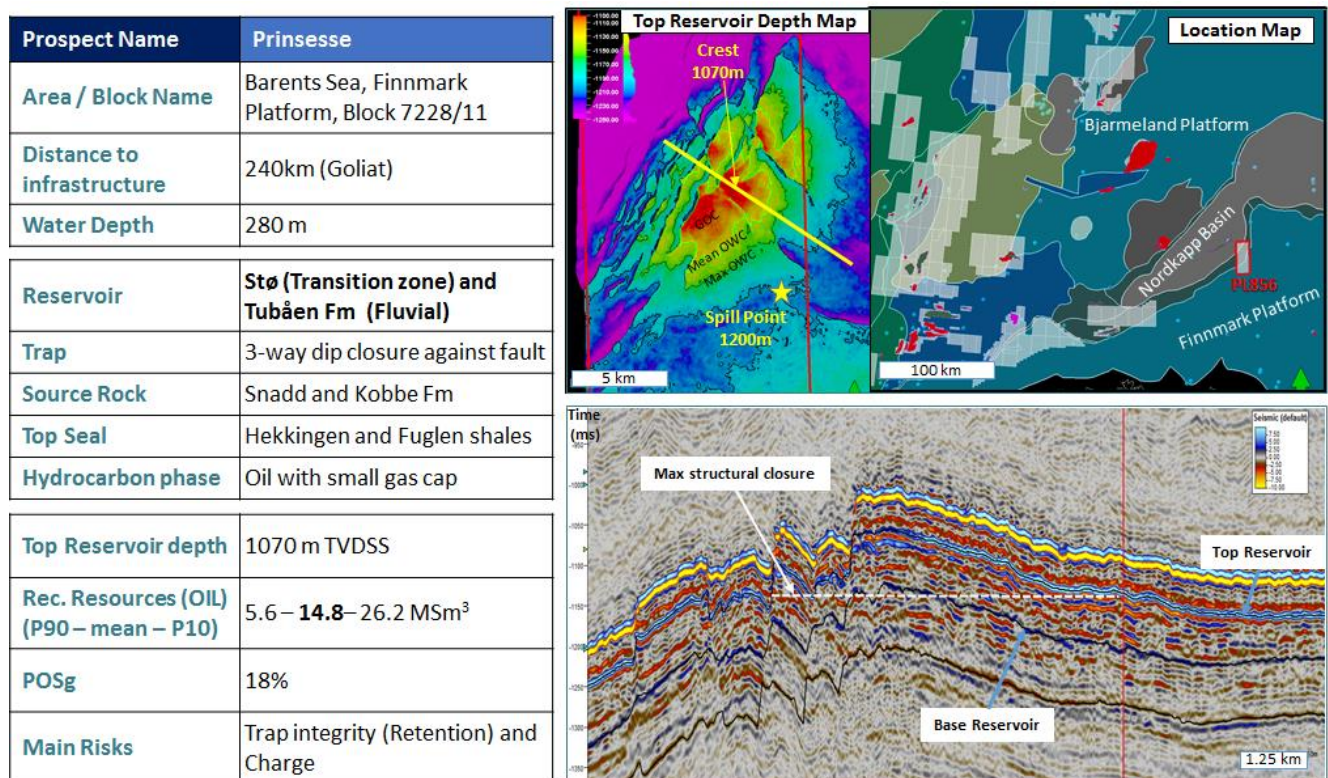 Prospect Name Prinsesse
Area / Block Name
Barents Sea, Finnmark
Platform, Block 7228/11
Distance to
infrastructure
240km (Goliat)
Water Depth 280 m
Reservoir
Stø (Transition zone) and
Tubåen Fm (Fluvial)
Trap 3-way dip closure against fault
Source Rock Snadd and Kobbe Fm
Top Seal Hekkingen and Fuglen shales
Hydrocarbon phase Oil with small gas cap
Top Reservoir depth 1070 m TVDSS
Rec. Resources (OIL)
(P90 – mean – P10)
5.6 – 14.8– 26.2 MSm³
POSg 18%
Main Risks
Trap integrity (Retention) and
Charge
Top Reservoir Depth Map
Crest
1070m
GOC
Mean OWC
Max OWC
Spill Point
1200m
5 km
Location Map
Bjarmeland Platform
Nordkapp Basin
PL856
Finnmark Platform
100 km
Time
(ms)
Seismic (default)
Max structural closure
Top Reservoir
Base Reservoir
1.25 km